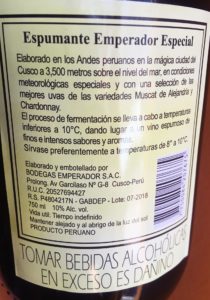 Espumante Emperador Especial
Elaborado en los Andes peruanos en la mágica ciudad del
Cusco a 3,500 metros sobre el nivel del mar, en condiciones
meteorológicas especiales y con una selección de las
mejores uvas de las variedades Muscat de Alejandría y
Chardonnay.
El proceso de fermentación se lleva a cabo a temperaturas
inferiores a 10°C, dando lugar a un vino espumoso de
finos e intensos sabores y aromas.
Sírvase preferiblemente a temperaturas de 8° a 10°C.
Elaborado y embotellado por
BODEGAS EMPERADOR S.A.C.
Prolong. Av Garcilaso Nº G-8 Cusco-Perú
R.U.C. 20527694427
R.S. P4804217N - GABDEP - Lote: 07-2018
750 ml 10% Alc. vol.
Vida Util: Tiempo indefinido
Mantener alejado y al abrigo de la luz del sol
PRODUCTO PERUANO
TOMAR BEBIDAS ALCOHOLICAS
EN EXCESO ES DAÑINO